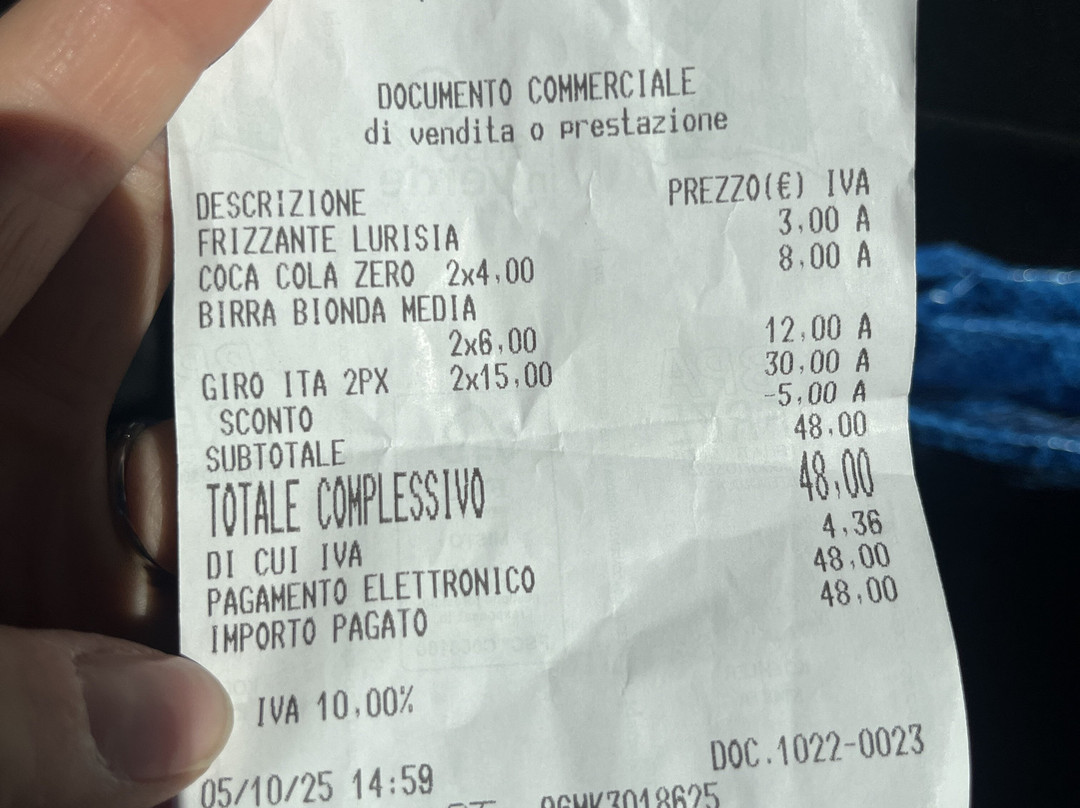 DOCUMENTO COMMERCIALE
di vendita o prestazione
DESCRIZIONE PREZZO(€) IVA
FRIZZANTE LURISIA 3,00 A
COCA COLA ZERO 2x4,00 8,00 A
BIRRA BIONDA MEDIA
2x6,00 12,00 A
GIRO ITA 2PX 2x15,00 30,00 A
SCONTO -5,00 A
SUBTOTALE 48,00
TOTALE COMPLESSIVO 48,00
DI CUI IVA 4,36
PAGAMENTO ELETTRONICO 48,00
IMPORTO PAGATO 48,00
IVA 10,00%
DOC.1022-0023
05/10/25 14:59